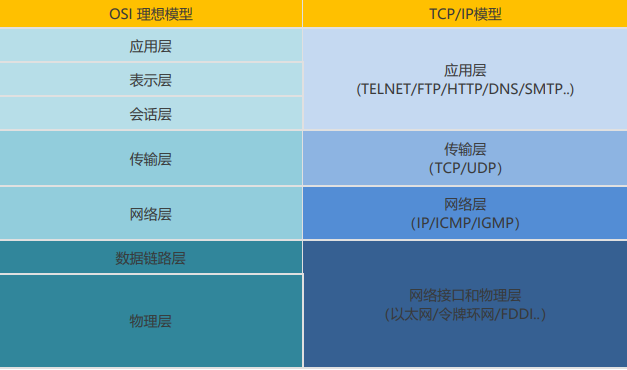 OSI 理想模型
TCP/IP模型
应用层
表示层
会话层
应用层
(TELNET/FTP/HTTP/DNS/SMTP..)
传输层
传输层
（TCP/UDP）
网络层
网络层
（IP/ICMP/IGMP）
数据链路层
物理层
网络接口和物理层
（以太网/令牌环网/FDDI..）